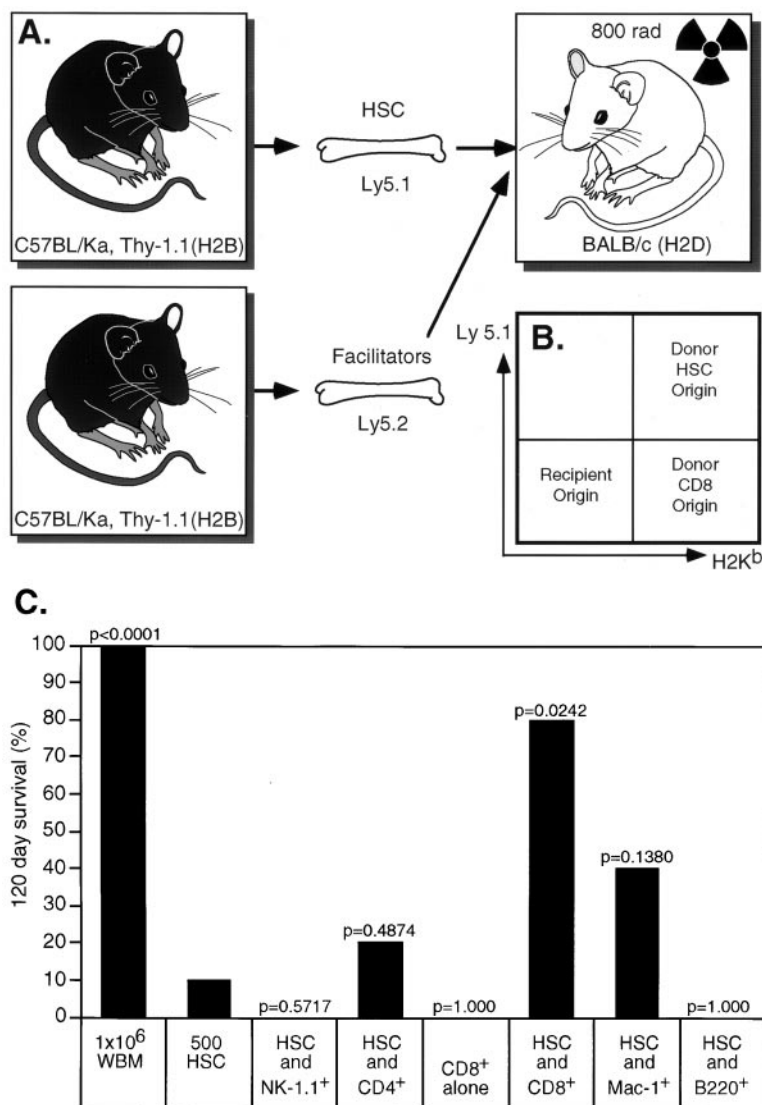 A.
800 rad
HSC
Ly5.1
C57BL/Ka, Thy-1.1(H2B)
BALB/c (H2D)
Facilitators
Ly5.2
C57BL/Ka, Thy-1.1(H2B)
Ly 5.1
B.
Donor
HSC
Origin
Recipient
Origin
Donor
CD8
Origin
H2Kᵇ
C.
120 day survival (%)
100
90
80
70
60
50
40
30
20
10
0
p<0.0001
p=0.5717
p=0.4874
p=1.000
p=0.0242
p=0.1380
p=1.000
1x10⁶
WBM
500
HSC
HSC
and
NK-1.1⁺
HSC
and
CD4⁺
CD8⁺
alone
HSC
and
CD8⁺
HSC
and
Mac-1⁺
HSC
and
B220⁺